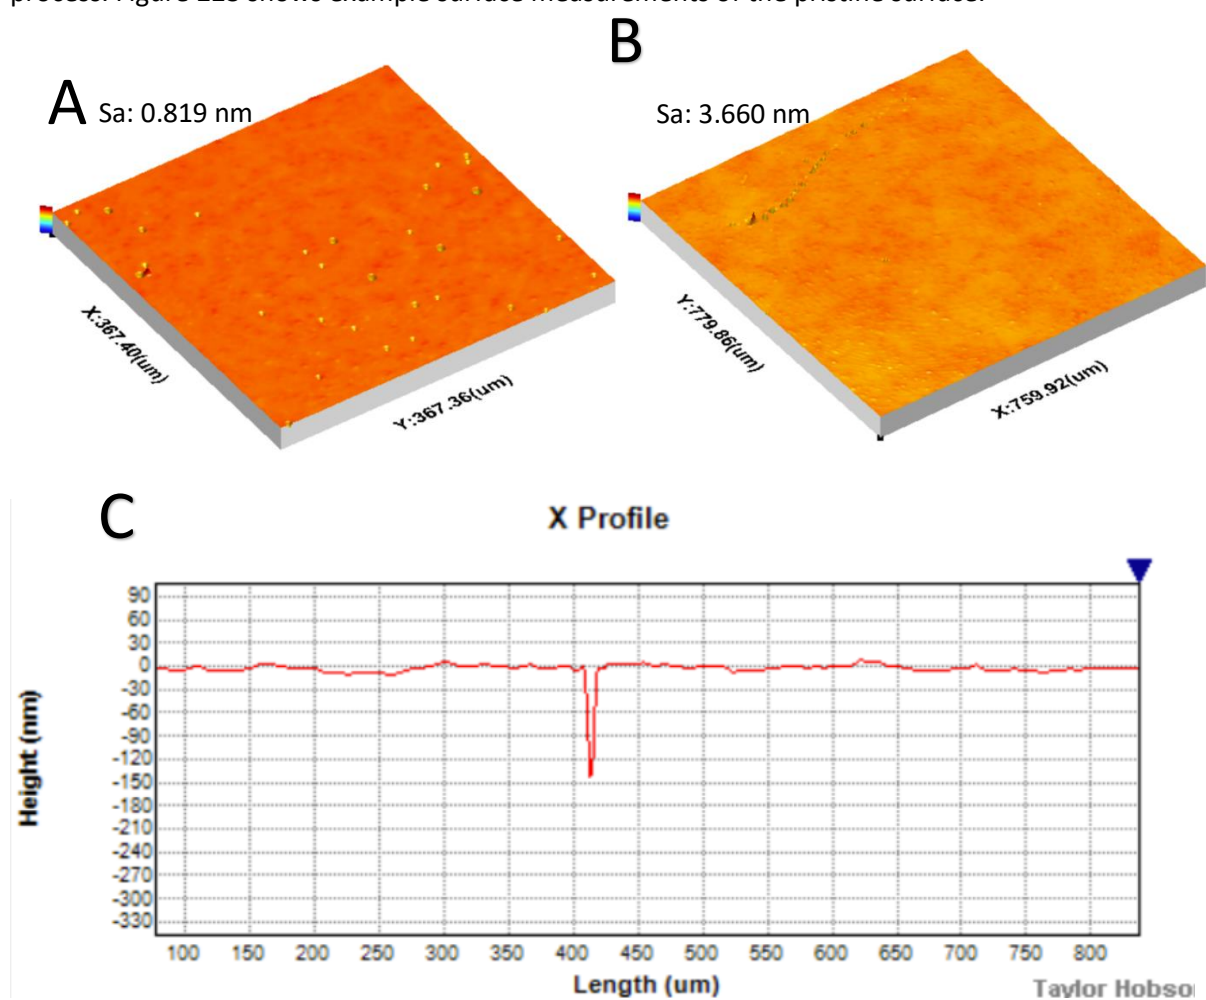 B
A Sa: 0.819 nm
Sa: 3.660 nm
X:367.40(um)
Y:367.36(um)
Y:779.86(um)
X:759.92(um)
C
X Profile
90
60
30
0
-30
-60
-90
-120
-150
-180
-210
-240
-270
-300
-330
Height (nm)
100 150 200 250 300 350 400 450 500 550 600 650 700 750 800
Length (um)
Taylor Hobso